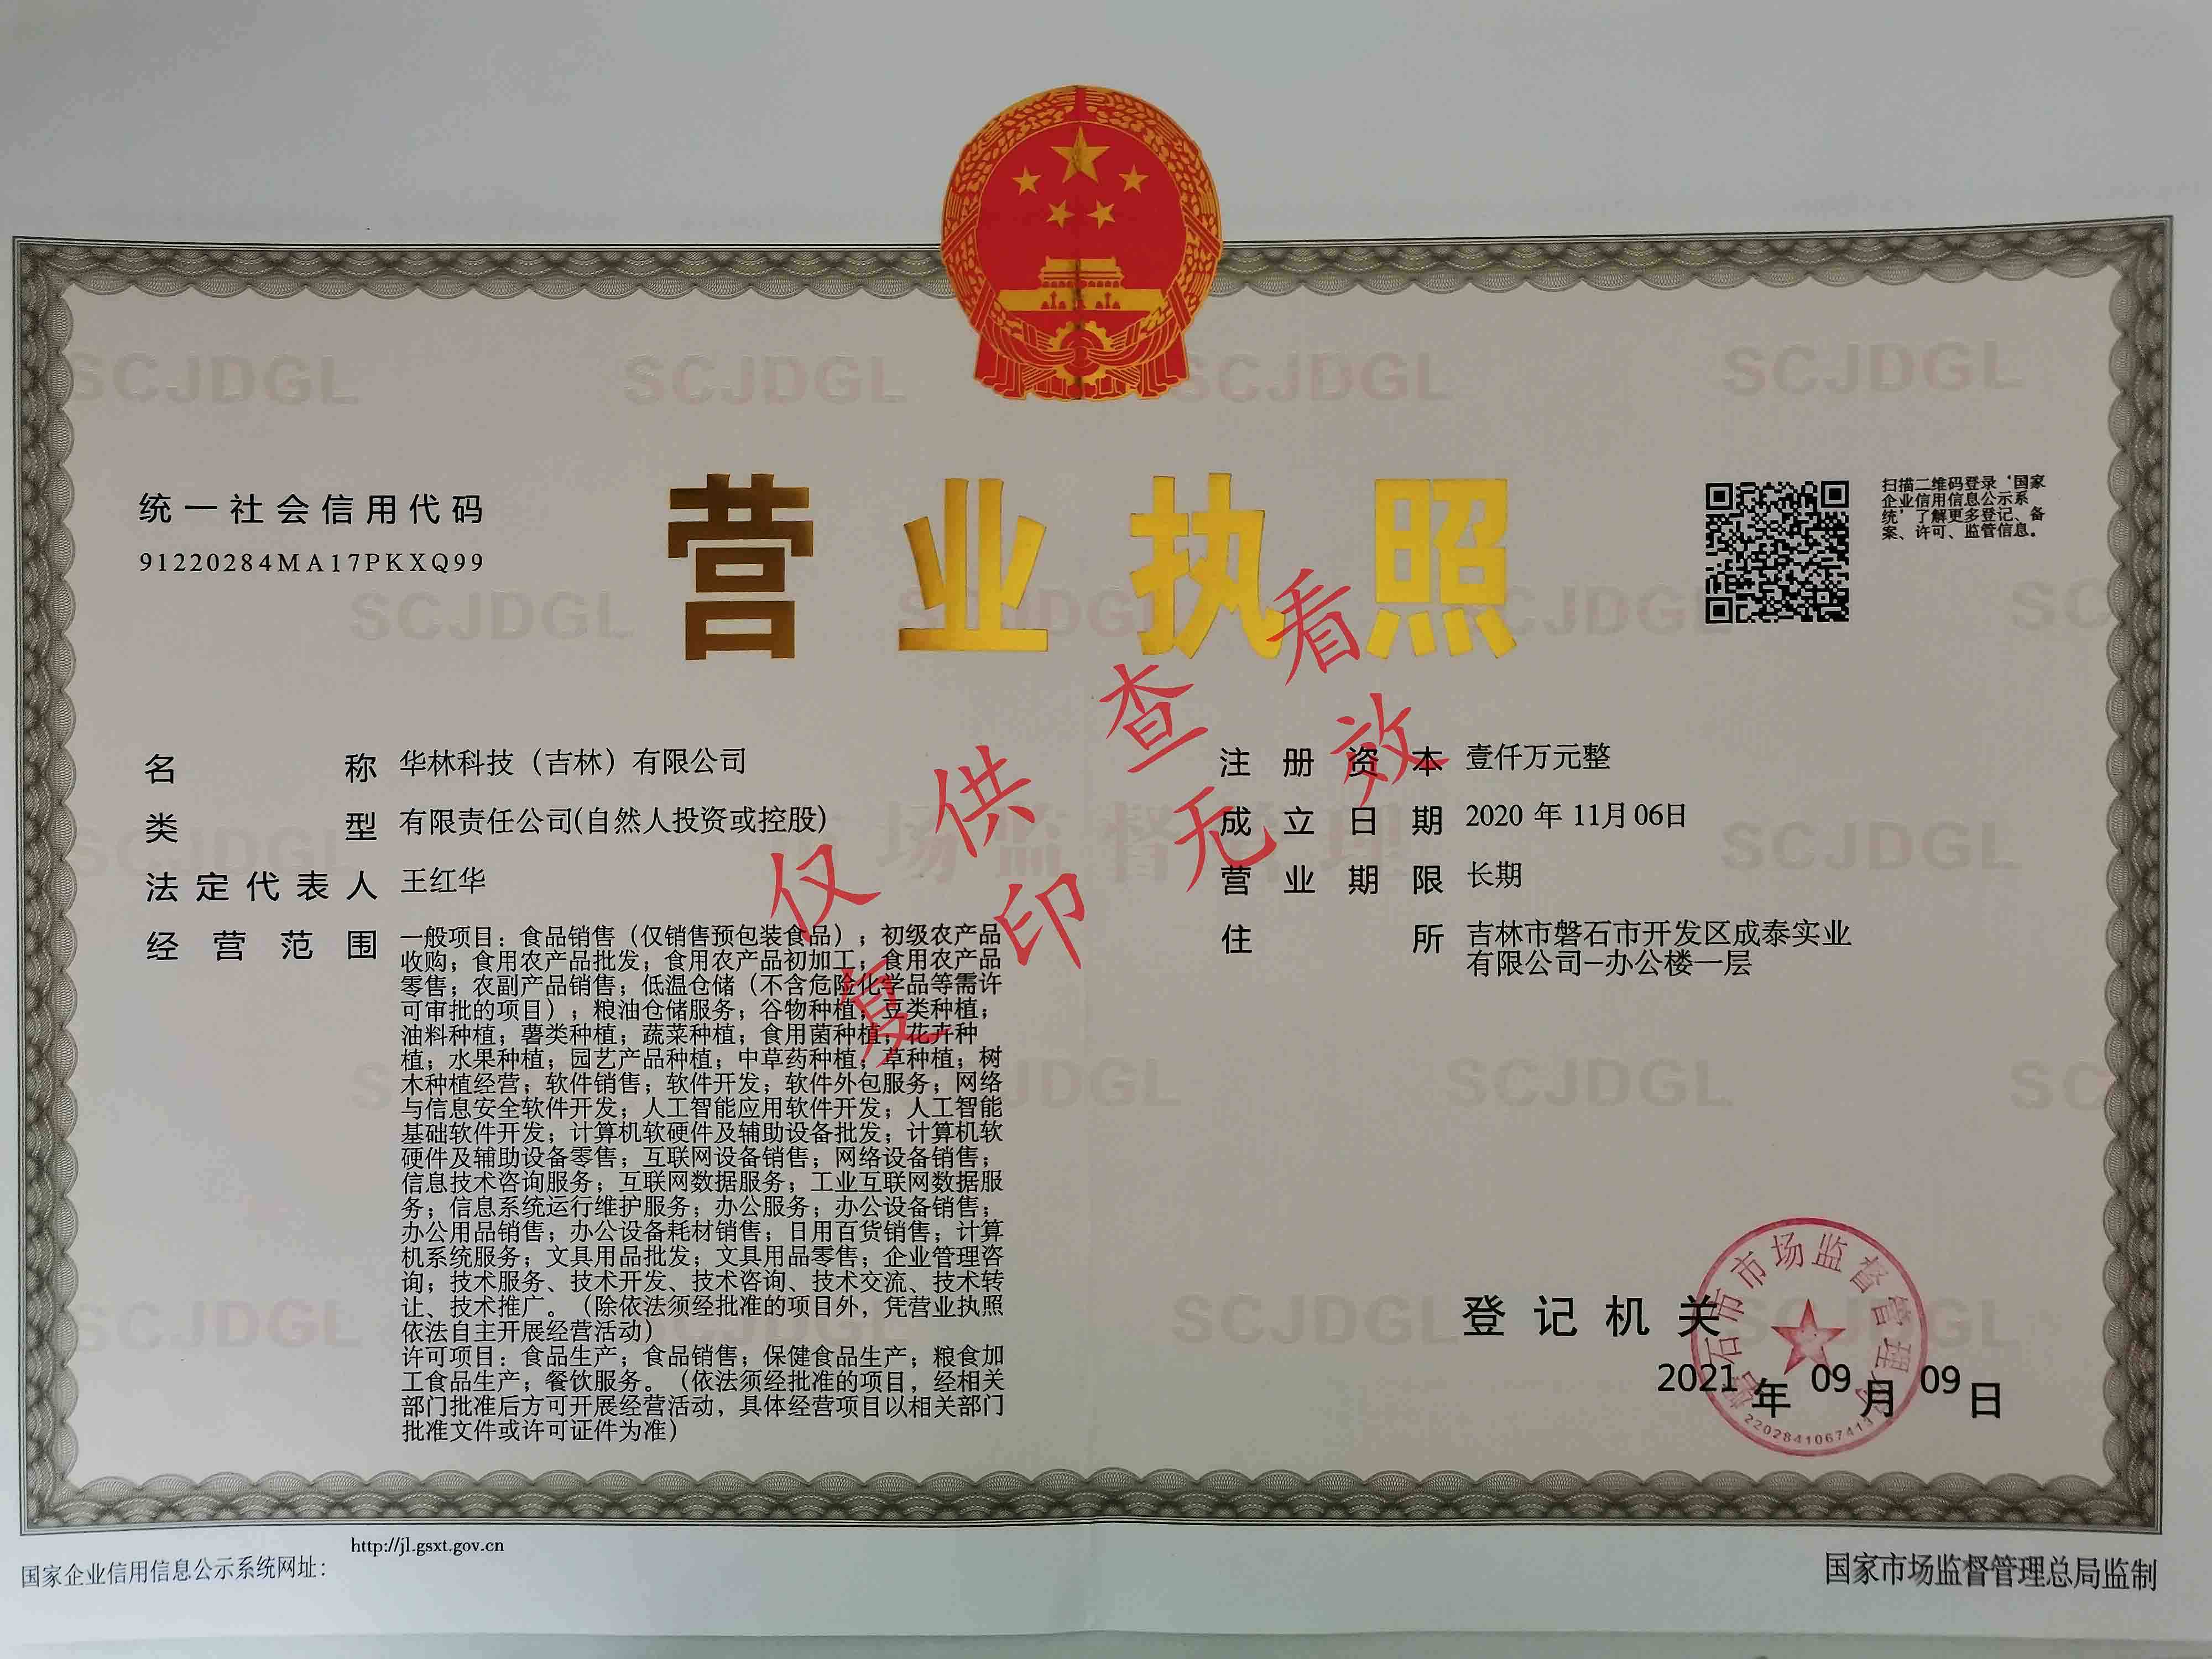 营业执照
统一社会信用代码
91220284MA17PKXQ99
扫描二维码登录‘国家
企业信用信息公示系
统’了解更多登记、备
案、许可、监管信息。
名称 华林科技（吉林）有限公司
类型 有限责任公司(自然人投资或控股)
法定代表人 王红华
经营范围 一般项目：食品销售（仅销售预包装食品）；初级农产品
收购；食用农产品批发；食用农产品初加工；食用农产品
零售；农副产品销售；低温仓储（不含危险化学品等需许
可审批的项目）；粮油仓储服务；谷物种植；豆类种植；
油料种植；薯类种植；蔬菜种植；食用菌种植；花卉种
植；水果种植；园艺产品种植；中草药种植；草种植；树
木种植经营；软件销售；软件开发；软件外包服务；网络
与信息安全软件开发；人工智能应用软件开发；人工智能
基础软件开发；计算机软硬件及辅助设备批发；计算机软
硬件及辅助设备零售；互联网设备销售；网络设备销售；
信息技术咨询服务；互联网数据服务；工业互联网数据服
务；信息系统运行维护服务；办公服务；办公设备销售；
办公用品销售；办公设备耗材销售；日用百货销售；计算
机系统服务；文具用品批发；文具用品零售；企业管理咨
询；技术服务、技术开发、技术咨询、技术交流、技术转
让、技术推广。（除依法须经批准的项目外，凭营业执照
依法自主开展经营活动）
许可项目：食品生产；食品销售；保健食品生产；粮食加
工食品生产；餐饮服务。（依法须经批准的项目，经相关
部门批准后方可开展经营活动，具体经营项目以相关部门
批准文件或许可证件为准）
注册资本 壹仟万元整
成立日期 2020 年 11月 06日
营业期限 长期
住所 吉林市磐石市开发区成泰实业
有限公司-办公楼一层
仅供查看
复印无效
登记机关
2021 年 09 月 09 日
磐石市市场监督管理局
国家企业信用信息公示系统网址：
http://jl.gsxt.gov.cn
国家市场监督管理总局监制
SCJDGL